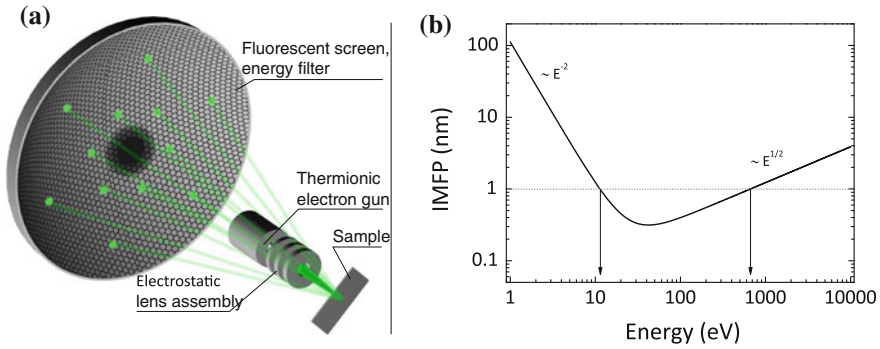 (a)
Fluorescent screen,
energy filter
Thermionic
electron gun
Sample
Electrostatic
lens assembly
(b)
IMFP (nm)
100
10
1
0.1
~ E⁻²
~ E¹/²
1
10
100
1000
10000
Energy (eV)